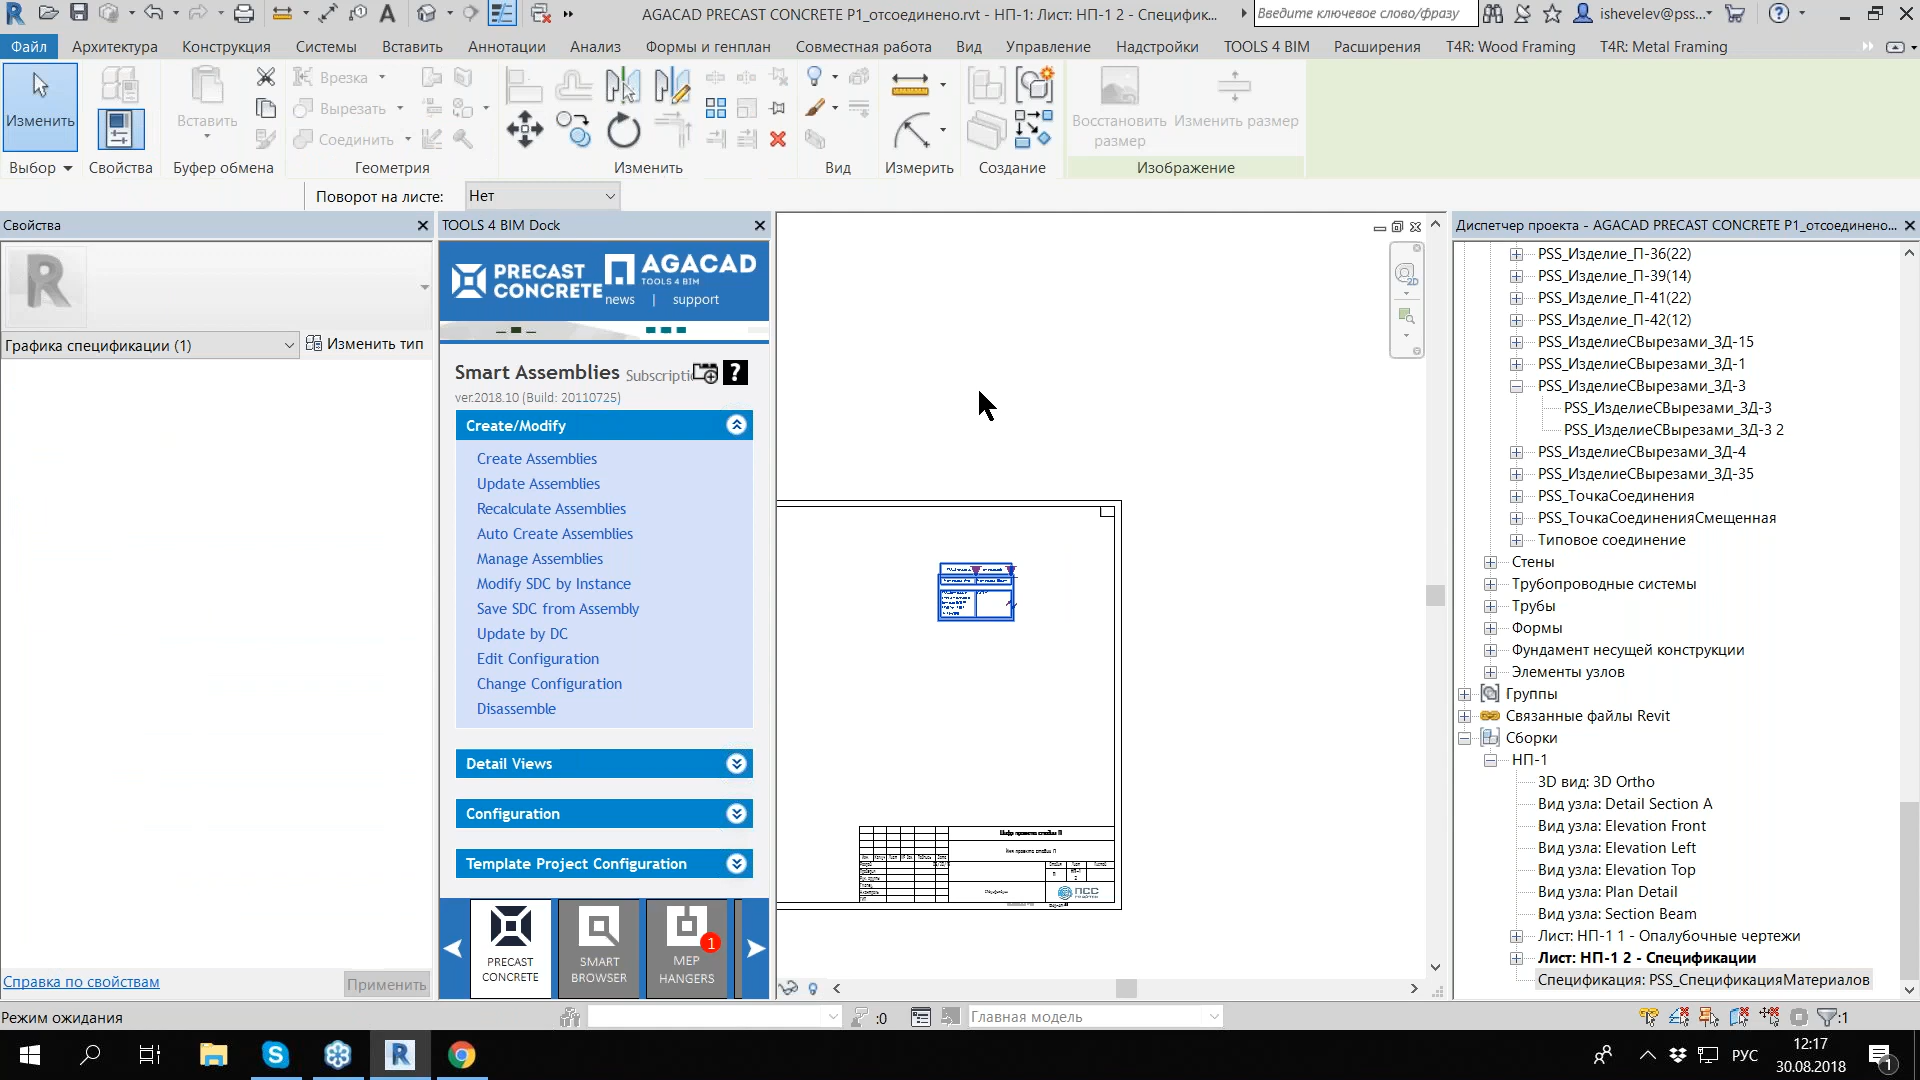 AGACAD PRECAST CONCRETE P1_отсоединено.rvt - НП-1: Лист: НП-1 2 - Специфик...
Введите ключевое слово/фразу
ishevelev@pss...
Файл
Архитектура
Конструкция
Системы
Вставить
Аннотации
Анализ
Формы и генплан
Совместная работа
Вид
Управление
Надстройки
TOOLS 4 BIM
Расширения
T4R: Wood Framing
T4R: Metal Framing
Изменить
Вставить
Врезка
Вырезать
Соединить
Восстановить размер
Изменить размер
Выбор
Свойства
Буфер обмена
Геометрия
Изменить
Вид
Измерить
Создание
Изображение
Поворот на листе:
Нет
Свойства
Графика спецификации (1)
Изменить тип
Справка по свойствам
Применить
TOOLS 4 BIM Dock
PRECAST CONCRETE
AGACAD
TOOLS 4 BIM
news | support
Smart Assemblies
ver.2018.10 (Build: 20110725)
Create/Modify
Create Assemblies
Update Assemblies
Recalculate Assemblies
Auto Create Assemblies
Manage Assemblies
Modify SDC by Instance
Save SDC from Assembly
Update by DC
Edit Configuration
Change Configuration
Disassemble
Detail Views
Configuration
Template Project Configuration
PRECAST CONCRETE
SMART BROWSER
MEP HANGERS
1
2D
Шифр проекта стадии П
Имя проекта стадии П
ПСС
Диспетчер проекта - AGACAD PRECAST CONCRETE P1_отсоединено...
PSS_Изделие_П-36(22)
PSS_Изделие_П-39(14)
PSS_Изделие_П-41(22)
PSS_Изделие_П-42(12)
PSS_ИзделиеСВырезами_ЗД-15
PSS_ИзделиеСВырезами_ЗД-1
PSS_ИзделиеСВырезами_ЗД-3
PSS_ИзделиеСВырезами_ЗД-3
PSS_ИзделиеСВырезами_ЗД-3 2
PSS_ИзделиеСВырезами_ЗД-4
PSS_ИзделиеСВырезами_ЗД-35
PSS_ТочкаСоединения
PSS_ТочкаСоединенияСмещенная
Типовое соединение
Стены
Трубопроводные системы
Трубы
Формы
Фундамент несущей конструкции
Элементы узлов
Группы
Связанные файлы Revit
Сборки
НП-1
3D вид: 3D Ortho
Вид узла: Detail Section A
Вид узла: Elevation Front
Вид узла: Elevation Left
Вид узла: Elevation Top
Вид узла: Plan Detail
Вид узла: Section Beam
Лист: НП-1 1 - Опалубочные чертежи
Лист: НП-1 2 - Спецификации
Спецификация: PSS_СпецификацияМатериалов
Режим ожидания
:0
Главная модель
:1
РУС
12:17
30.08.2018
1